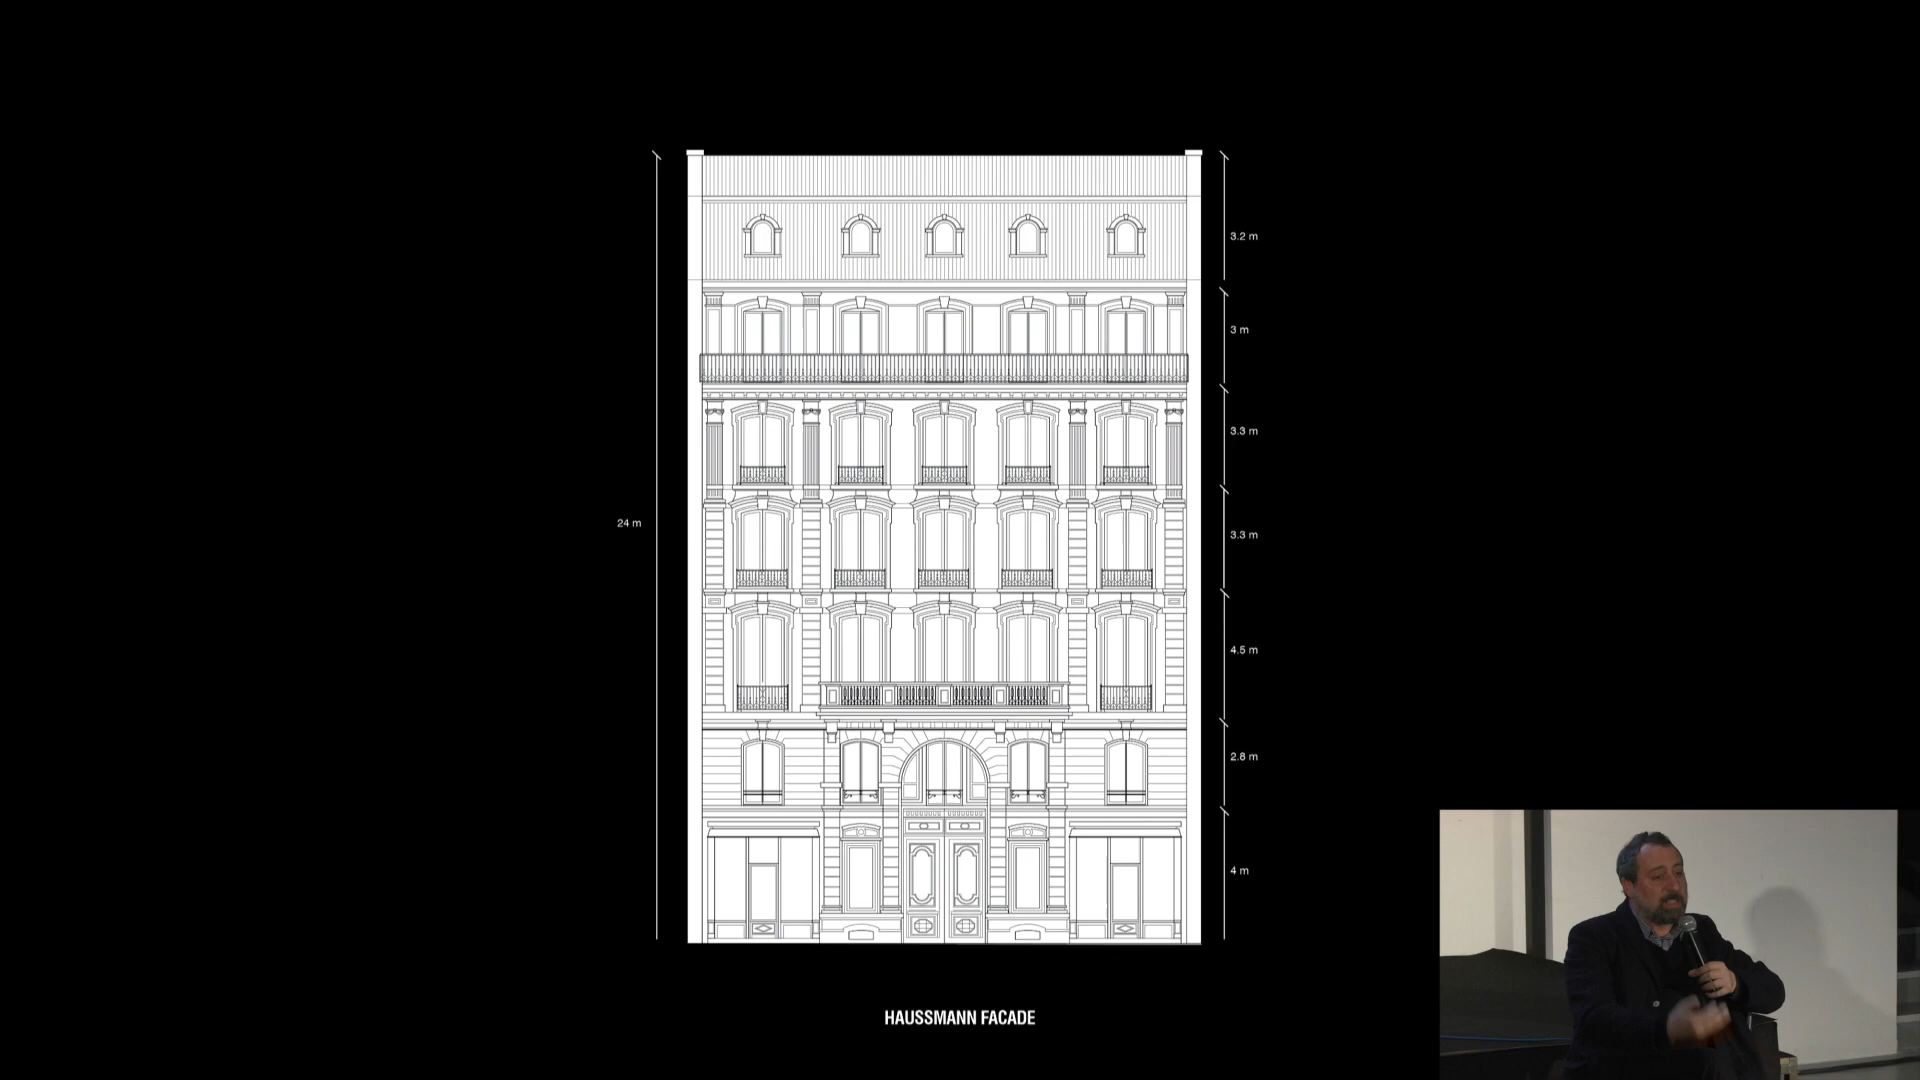 3.2 m
3 m
3.3 m
24 m
3.3 m
4.5 m
2.8 m
4 m
HAUSSMANN FACADE